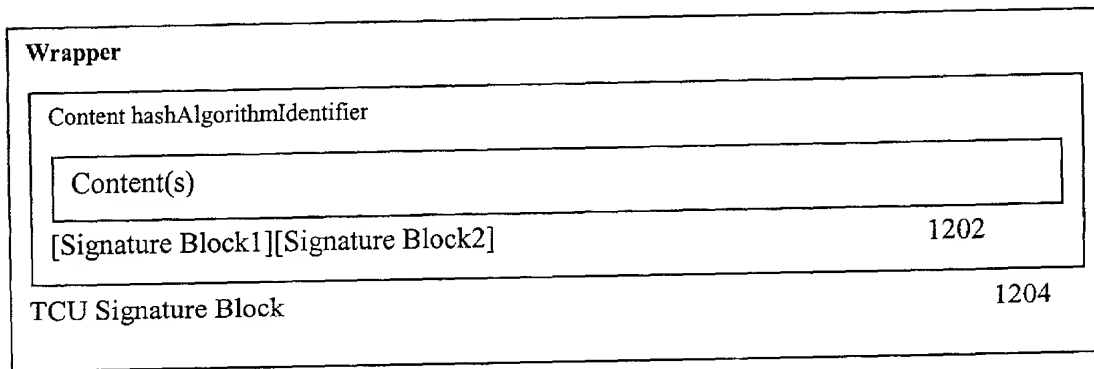 Wrapper
Content hashAlgorithmIdentifier
Content(s)
[Signature Block1][Signature Block2] 1202
TCU Signature Block 1204